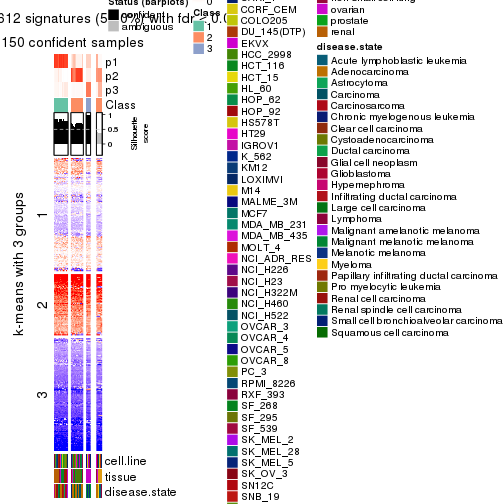 Status (barplots)
confident
ambiguous
150 confident samples
p1
p2
p3
Class
1
0.5
0
Silhouette
score
0
1
2
3
k-means with 3 groups
1
2
3
cell.line
tissue
disease.state
CCRF_CEM
COLO205
DU_145(DTP)
EKVX
HCC_2998
HCT_116
HCT_15
HL_60
HOP_62
HOP_92
HS578T
HT29
IGROV1
K_562
KM12
LOXIMVI
M14
MALME_3M
MCF7
MDA_MB_231
MDA_MB_435
MOLT_4
NCI_ADR_RES
NCI_H226
NCI_H23
NCI_H322M
NCI_H460
NCI_H522
OVCAR_3
OVCAR_4
OVCAR_5
OVCAR_8
PC_3
RPMI_8226
RXF_393
SF_268
SF_295
SF_539
SK_MEL_2
SK_MEL_28
SK_MEL_5
SK_OV_3
SN12C
SNB_19
ovarian
prostate
renal
disease.state
Acute lymphoblastic leukemia
Adenocarcinoma
Astrocytoma
Carcinoma
Carcinosarcoma
Chronic myelogenous leukemia
Clear cell carcinoma
Cystoadenocarcinoma
Ductal carcinoma
Glial cell neoplasm
Glioblastoma
Hypernephroma
Infiltrating ductal carcinoma
Large cell carcinoma
Lymphoma
Malignant amelanotic melanoma
Malignant melanotic melanoma
Melanotic melanoma
Myeloma
Papillary infiltrating ductal carcinoma
Pro myelocytic leukemia
Renal cell carcinoma
Renal spindle cell carcinoma
Small cell bronchioalveolar carcinoma
Squamous cell carcinoma